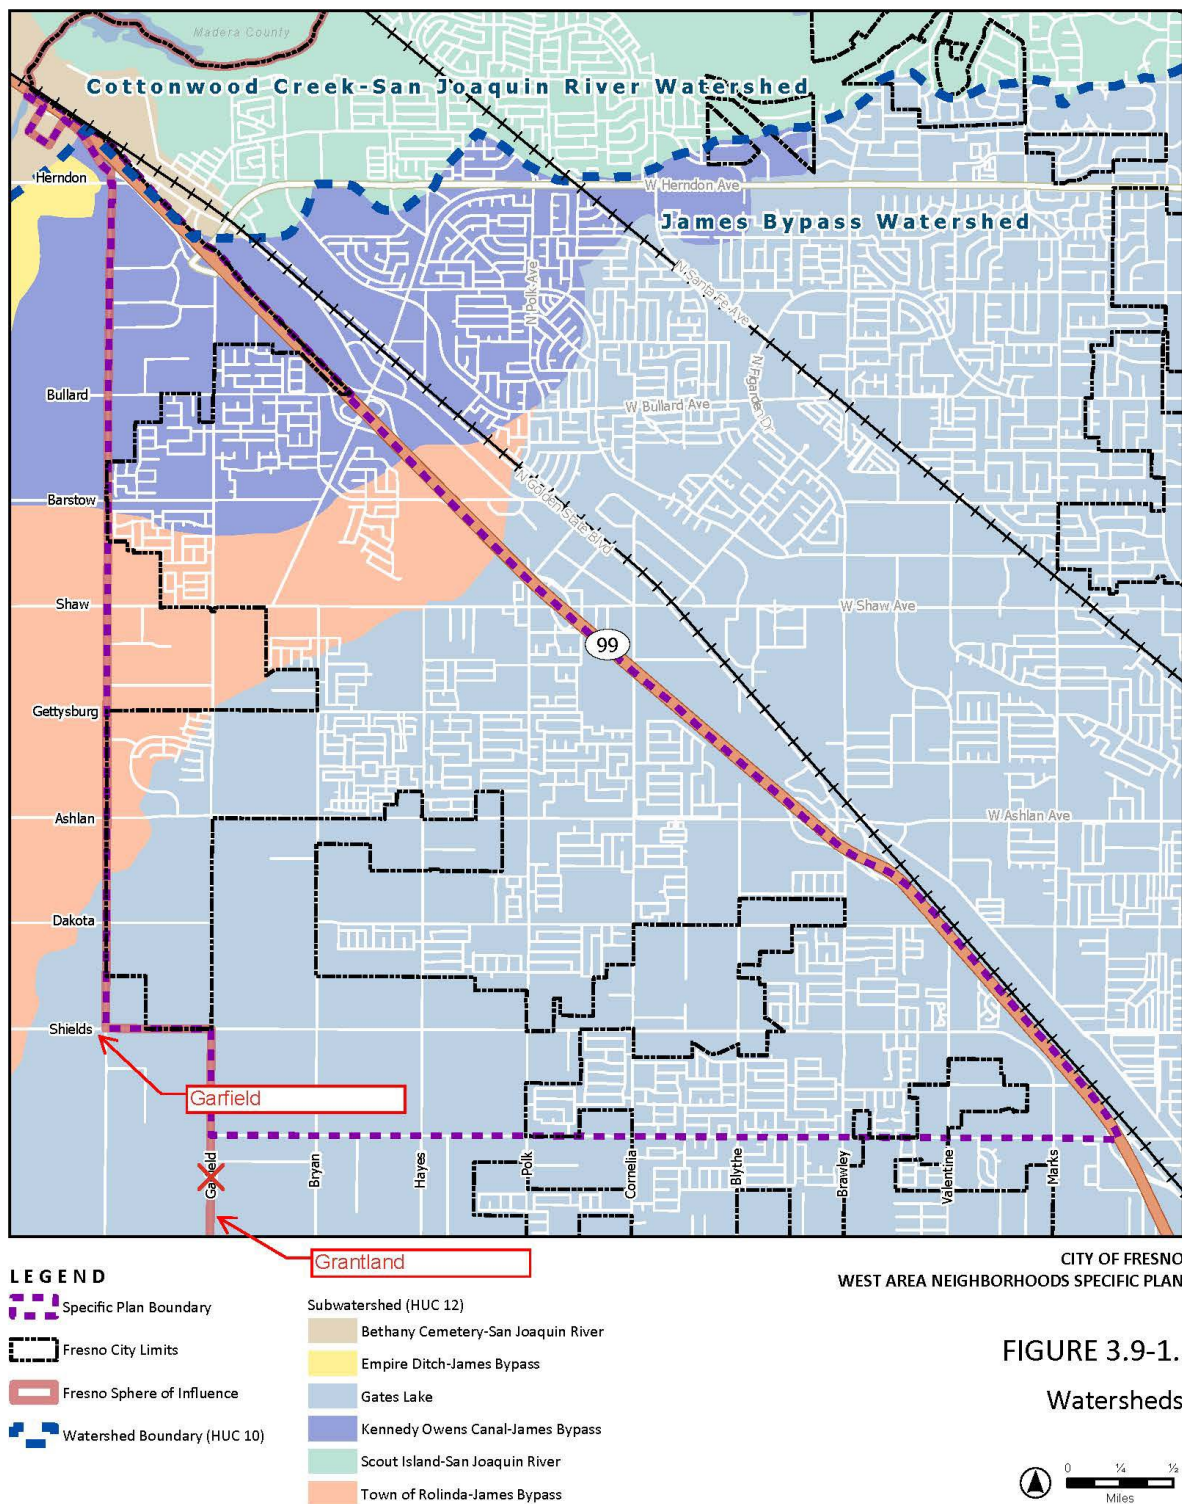 Madera County
Cottonwood Creek-San Joaquin River Watershed
Herndon
W Herndon Ave
James Bypass Watershed
N Polk Ave
N Santa Fe Ave
N Figarden Dr
Bullard
W Bullard Ave
Barstow
N Golden State Blvd
Shaw
W Shaw Ave
99
Gettysburg
Ashlan
W Ashlan Ave
Dakota
Shields
Garfield
Garfield
Bryan
Hayes
Polk
Cornelia
Blythe
Brawley
Valentine
Marks
Grantland
CITY OF FRESNO
WEST AREA NEIGHBORHOODS SPECIFIC PLAN
LEGEND
Specific Plan Boundary
Fresno City Limits
Fresno Sphere of Influence
Watershed Boundary (HUC 10)
Subwatershed (HUC 12)
Bethany Cemetery-San Joaquin River
Empire Ditch-James Bypass
Gates Lake
Kennedy Owens Canal-James Bypass
Scout Island-San Joaquin River
Town of Rolinda-James Bypass
FIGURE 3.9-1.
Watersheds
0 ¼ ½
Miles